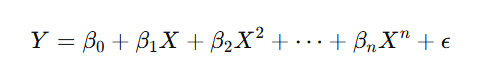 Y = β₀ + β₁X + β₂X² + ⋯ + βₙXⁿ + ϵ